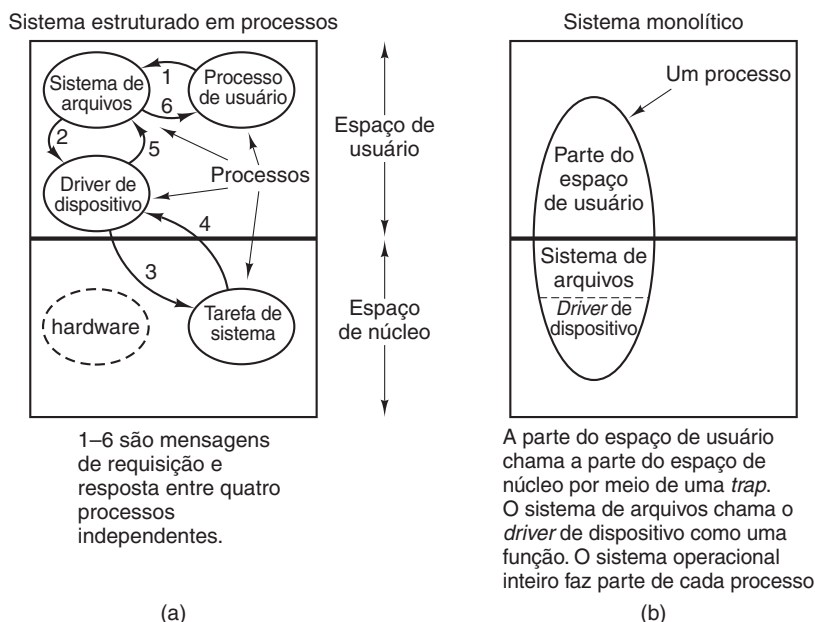 Sistema estruturado em processos
Sistema de
arquivos
1
6
Processo
de usuário
2
5
Driver de
dispositivo
Processos
4
3
hardware
Tarefa de
sistema
Espaço de
usuário
Espaço
de núcleo
1–6 são mensagens
de requisição e
resposta entre quatro
processos
independentes.
(a)
Sistema monolítico
Um processo
Parte do
espaço
de usuário
Sistema de
arquivos
Driver de
dispositivo
A parte do espaço de usuário
chama a parte do espaço de
núcleo por meio de uma trap.
O sistema de arquivos chama o
driver de dispositivo como uma
função. O sistema operacional
inteiro faz parte de cada processo
(b)